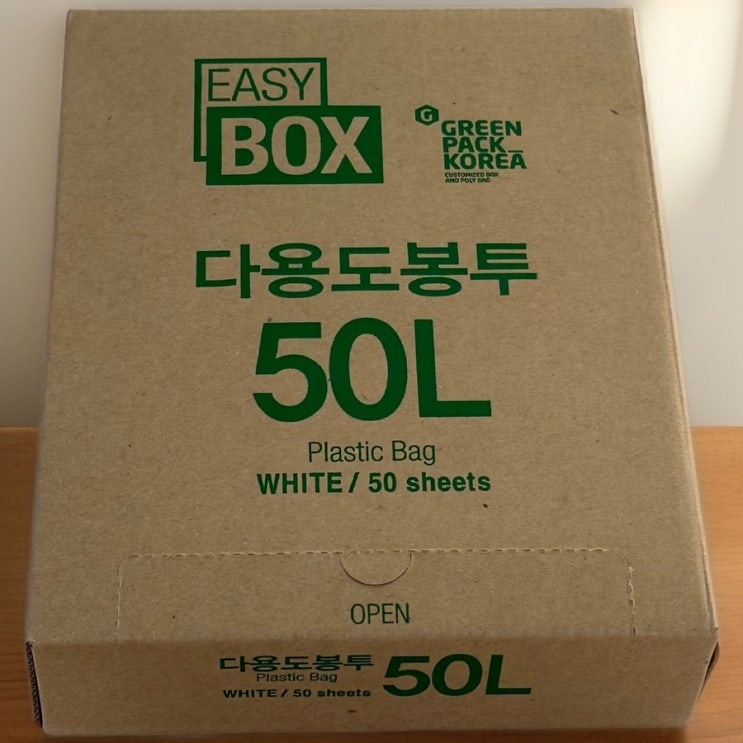 EASY
BOX
G
GREEN
PACK_
KOREA
CUSTOMIZED BOX
AND POLY BAG
다용도봉투
50L
Plastic Bag
WHITE / 50 sheets
OPEN
다용도봉투
Plastic Bag
WHITE / 50 sheets
50L